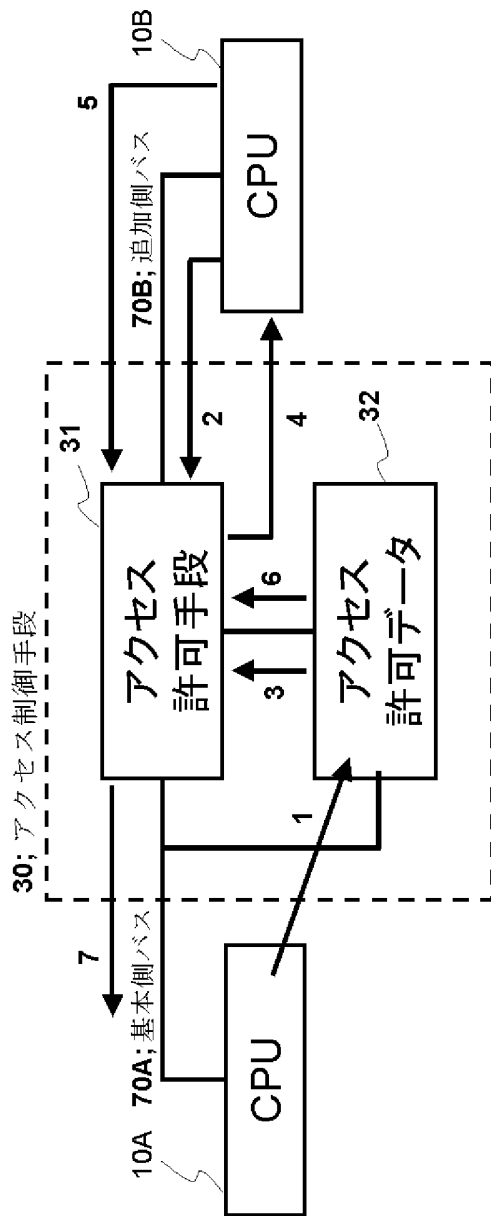 30; アクセス制御手段
31
10B
5
70B; 追加側バス
CPU
2
4
アクセス
許可手段
3
6
32
アクセス
許可データ
7
1
10A
70A; 基本側バス
CPU